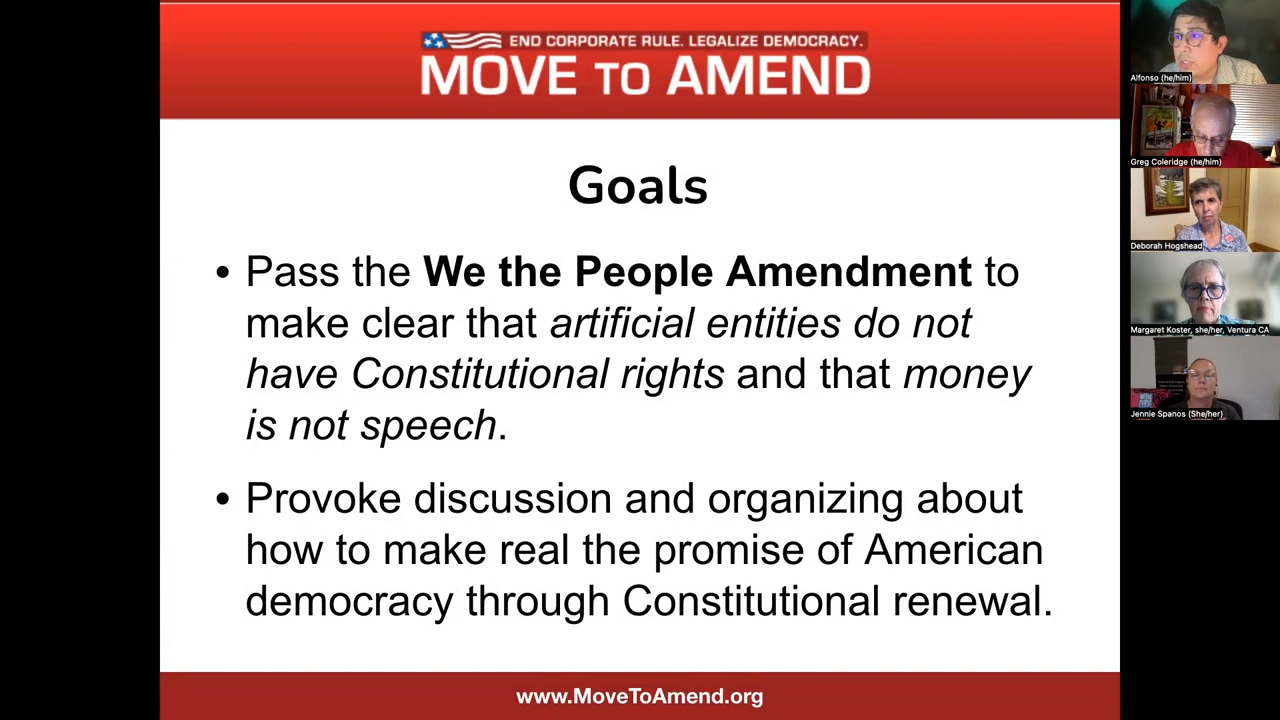 END CORPORATE RULE. LEGALIZE DEMOCRACY.
MOVE TO AMEND
Goals
• Pass the We the People Amendment to
make clear that artificial entities do not
have Constitutional rights and that money
is not speech.
• Provoke discussion and organizing about
how to make real the promise of American
democracy through Constitutional renewal.
www.MoveToAmend.org
Alfonso (he/him)
Greg Coleridge (he/him)
Deborah Hogshead
Margaret Koster, she/her, Ventura CA
Jennie Spanos (She/her)